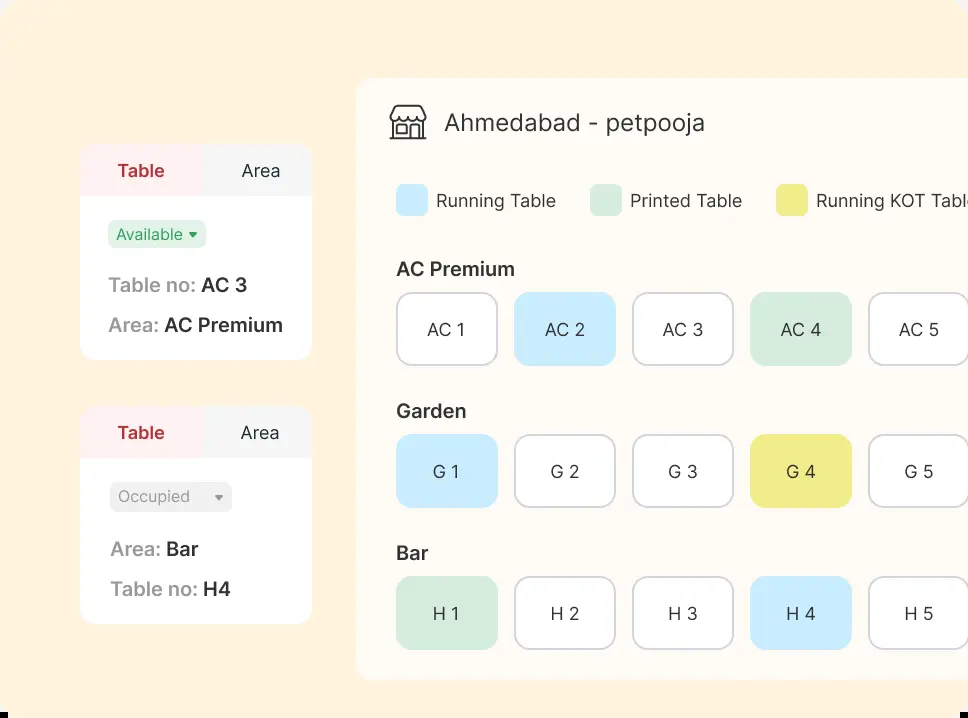 Table Area
Available
Table no: AC 3
Area: AC Premium
Table Area
Occupied
Area: Bar
Table no: H4
Ahmedabad - petpooja
Running Table Printed Table Running KOT
AC Premium
AC 1 AC 2 AC 3 AC 4 AC 5
Garden
G 1 G 2 G 3 G 4 G 5
Bar
H 1 H 2 H 3 H 4 H 5